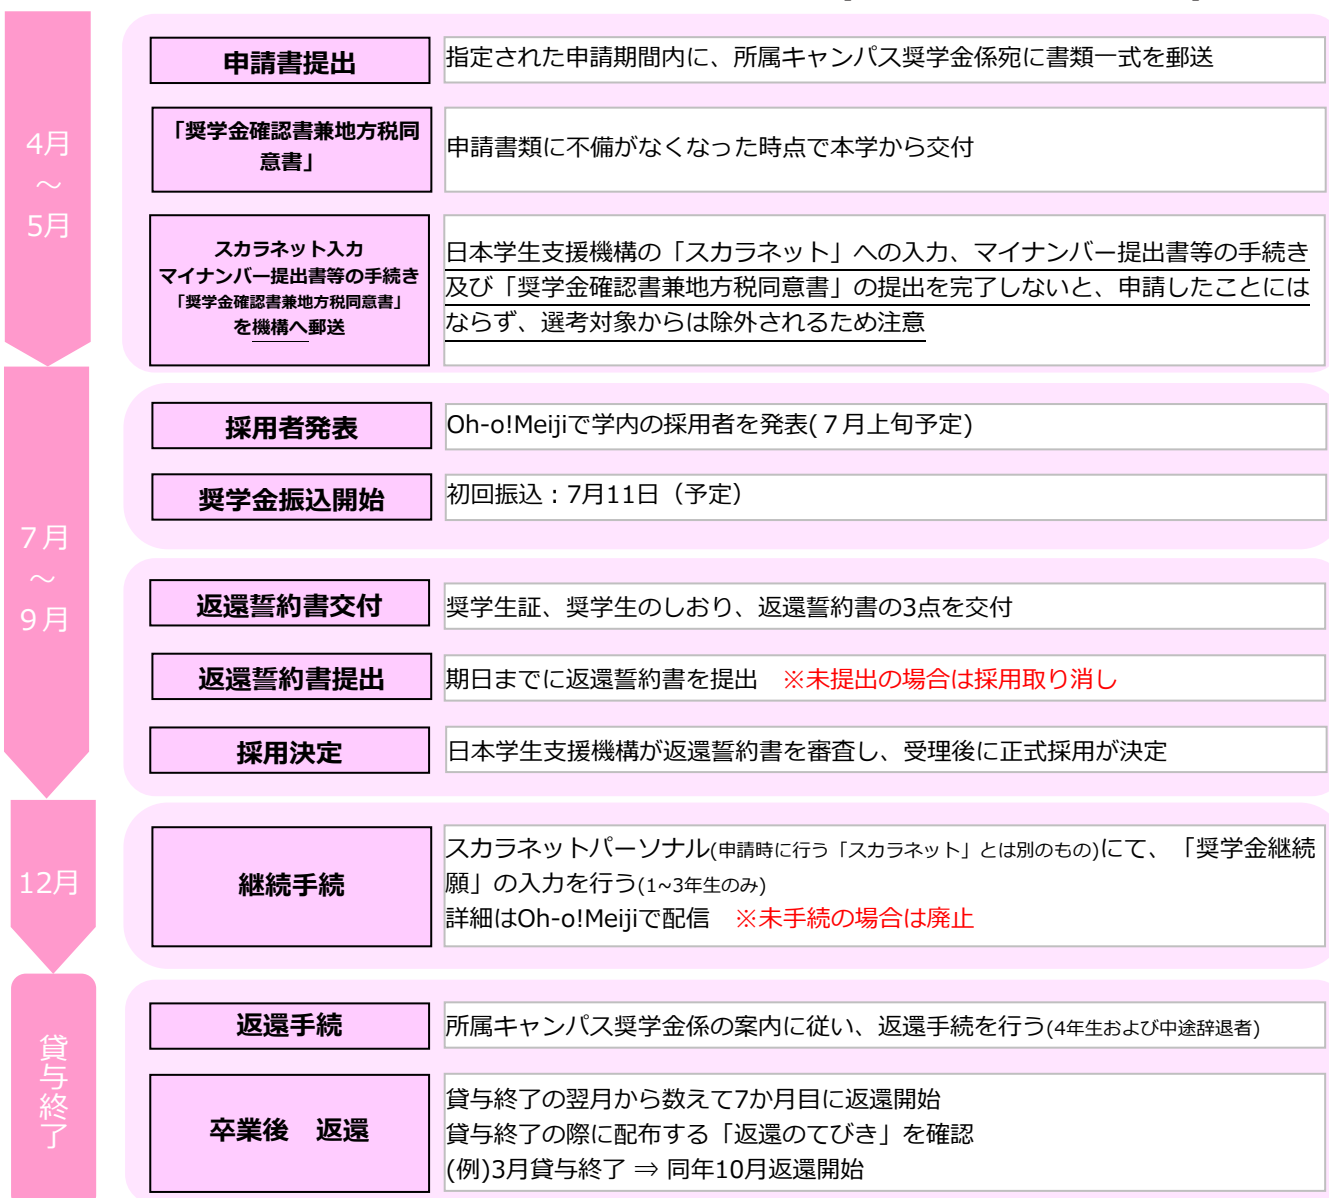 4月
～
5月
申請書提出
指定された申請期間内に、所属キャンパス奨学金係宛に書類一式を郵送
「奨学金確認書兼地方税同
意書」
申請書類に不備がなくなった時点で本学から交付
スカラネット入力
マイナンバー提出書等の手続き
「奨学金確認書兼地方税同意書」
を機構へ郵送
日本学生支援機構の「スカラネット」への入力、マイナンバー提出書等の手続き
及び「奨学金確認書兼地方税同意書」の提出を完了しないと、申請したことには
ならず、選考対象からは除外されるため注意
７月
～
９月
採用者発表
Oh-o!Meijiで学内の採用者を発表(７月上旬予定)
奨学金振込開始
初回振込：7月11日（予定）
返還誓約書交付
奨学生証、奨学生のしおり、返還誓約書の3点を交付
返還誓約書提出
期日までに返還誓約書を提出　※未提出の場合は採用取り消し
採用決定
日本学生支援機構が返還誓約書を審査し、受理後に正式採用が決定
12月
継続手続
スカラネットパーソナル(申請時に行う「スカラネット」とは別のもの)にて、「奨学金継続
願」の入力を行う(1~3年生のみ)
詳細はOh-o!Meijiで配信　※未手続の場合は廃止
貸与終了
返還手続
所属キャンパス奨学金係の案内に従い、返還手続を行う(4年生および中途辞退者)
卒業後　返還
貸与終了の翌月から数えて7か月目に返還開始
貸与終了の際に配布する「返還のてびき」を確認
(例)3月貸与終了 ⇒ 同年10月返還開始